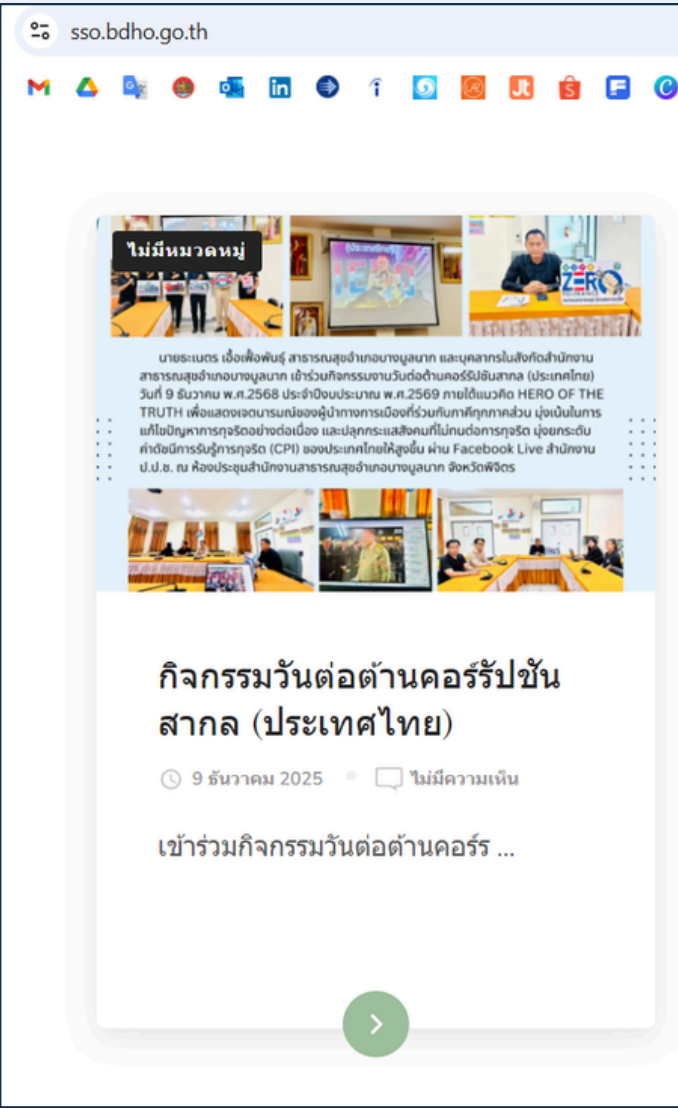 sso.bdho.go.th
ไม่มีหมวดหมู่
ZERO
TOLERANCE
นายธะเนตร เอื้อเฟื้อพันธุ์ สาธารณสุขอำเภอบางมูลนาก และบุคลากรในสังกัดสำนักงาน
สาธารณสุขอำเภอบางมูลนาก เข้าร่วมกิจกรรมงานวันต่อต้านคอร์รัปชันสากล (ประเทศไทย)
วันที่ 9 ธันวาคม พ.ศ.2568 ประจำปีงบประมาณ พ.ศ.2569 ภายใต้แนวคิด HERO OF THE
TRUTH เพื่อแสดงเจตนารมณ์ของผู้นำทางการเมืองที่ร่วมกับภาคีทุกภาคส่วน มุ่งเน้นในการ
แก้ไขปัญหาการทุจริตอย่างต่อเนื่อง และปลุกกระแสสังคมที่ไม่ทนต่อการทุจริต มุ่งยกระดับ
ค่าดัชนีการรับรู้การทุจริต (CPI) ของประเทศไทยให้สูงขึ้น ผ่าน Facebook Live สำนักงาน
ป.ป.ช. ณ ห้องประชุมสำนักงานสาธารณสุขอำเภอบางมูลนาก จังหวัดพิจิตร
กิจกรรมวันต่อต้านคอร์รัปชัน
สากล (ประเทศไทย)
9 ธันวาคม 2025 ไม่มีความเห็น
เข้าร่วมกิจกรรมวันต่อต้านคอร์ร ...